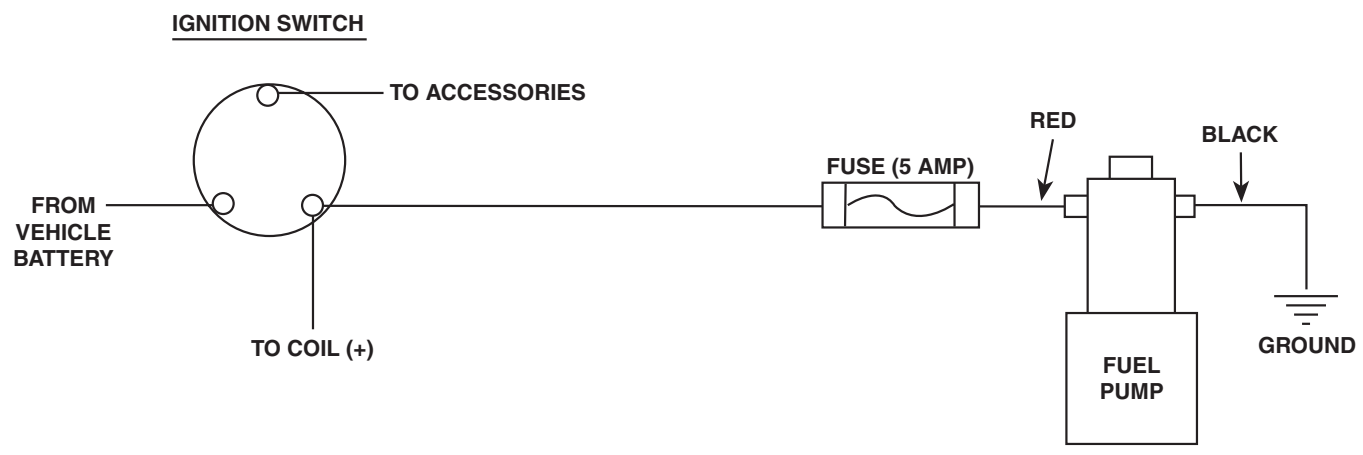 IGNITION SWITCH
TO ACCESSORIES
RED
BLACK
FUSE (5 AMP)
FROM
VEHICLE
BATTERY
TO COIL (+)
GROUND
FUEL
PUMP